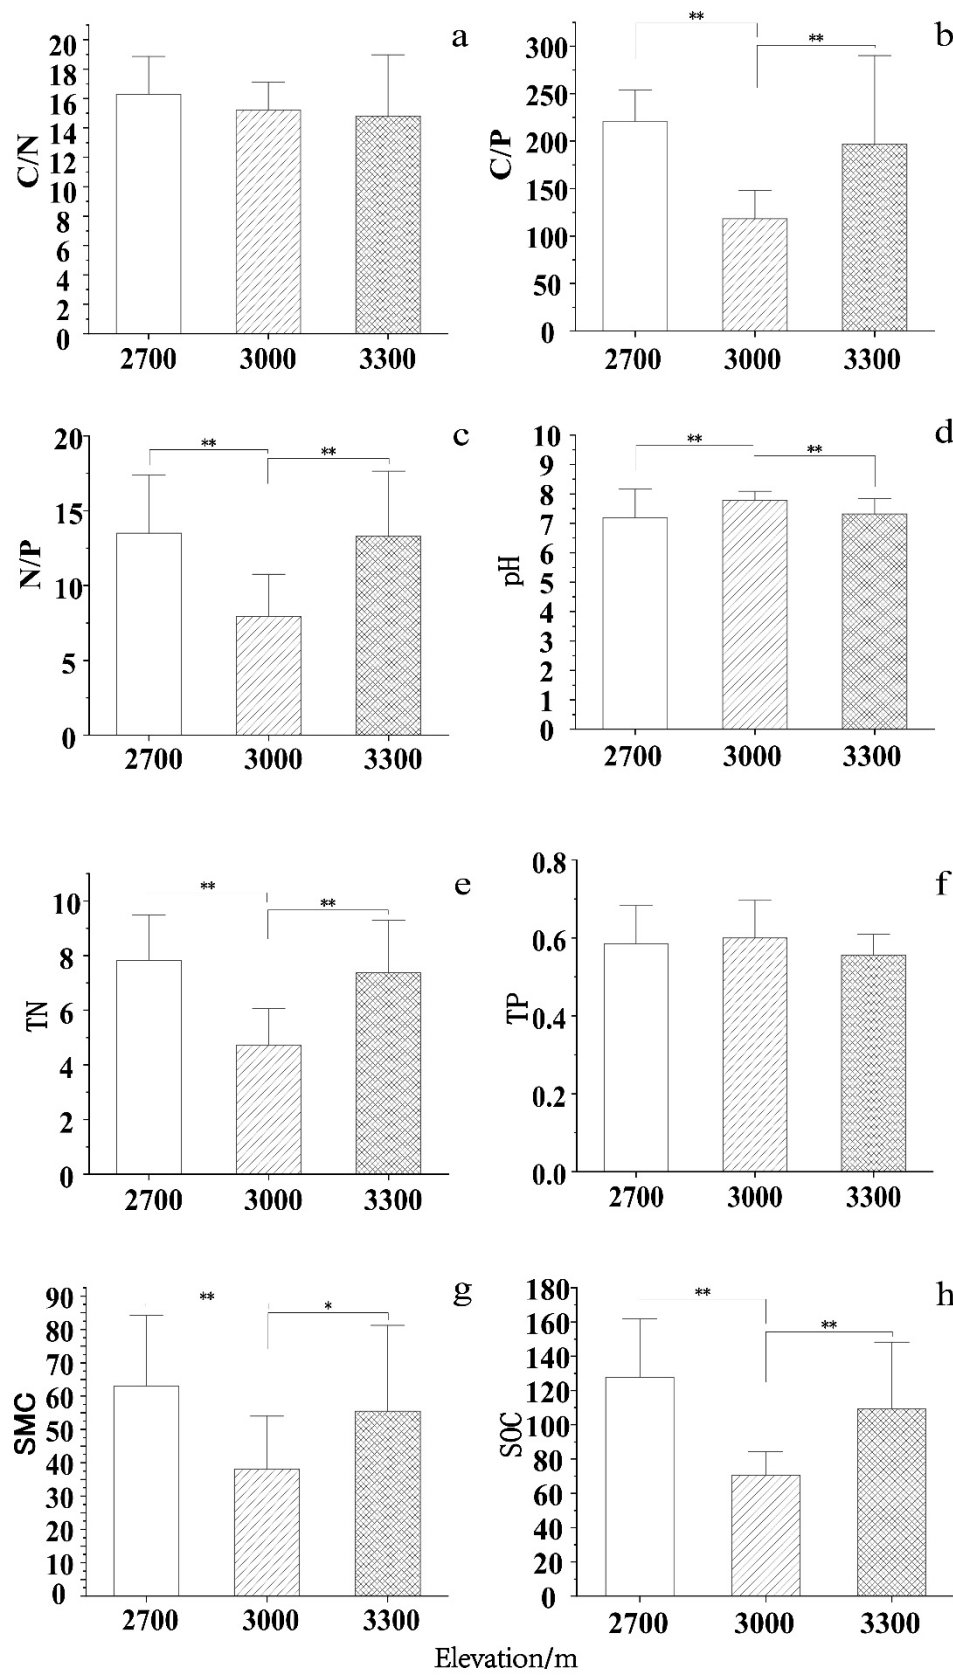 a
C/N
20
18
16
14
12
10
8
6
4
2
0
2700 3000 3300
b
** **
C/P
300
250
200
150
100
50
0
2700 3000 3300
c
** **
N/P
20
15
10
5
0
2700 3000 3300
d
** **
pH
10
9
8
7
6
5
4
3
2
1
0
2700 3000 3300
e
** **
TN
10
8
6
4
2
0
2700 3000 3300
f
TP
0.8
0.6
0.4
0.2
0.0
2700 3000 3300
g
** *
SMC
90
80
70
60
50
40
30
20
10
0
2700 3000 3300
h
** **
SOC
180
160
140
120
100
80
60
40
20
0
2700 3000 3300
Elevation/m